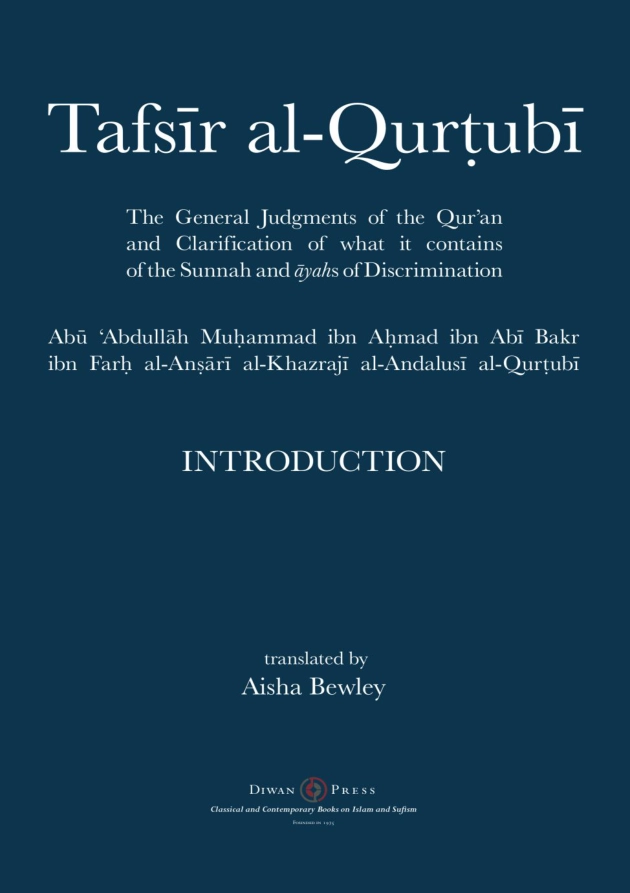 Tafsīr al-Qurṭubī
The General Judgments of the Qur’an
and Clarification of what it contains
of the Sunnah and āyahs of Discrimination
Abū ‘Abdullāh Muḥammad ibn Aḥmad ibn Abī Bakr
ibn Farḥ al-Anṣārī al-Khazrajī al-Andalusī al-Qurṭubī
INTRODUCTION
translated by
Aisha Bewley
Diwan Press
Classical and Contemporary Books on Islam and Sufism